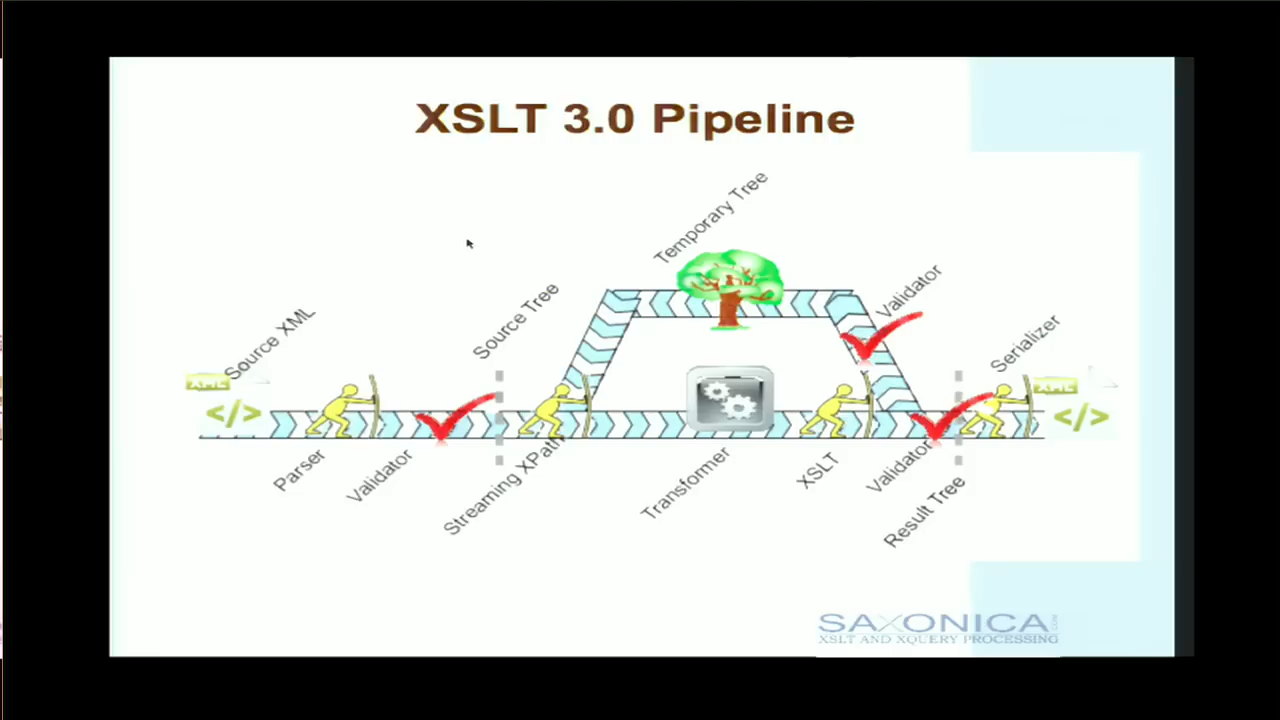 XSLT 3.0 Pipeline
Temporary Tree
Validator
Source Tree
Source XML
Serializer
XML
</>
XML
</>
Parser
Validator
Streaming XPath
Transformer
XSLT
Validator
Result Tree
SAXONICA.COM
XSLT AND XQUERY PROCESSING